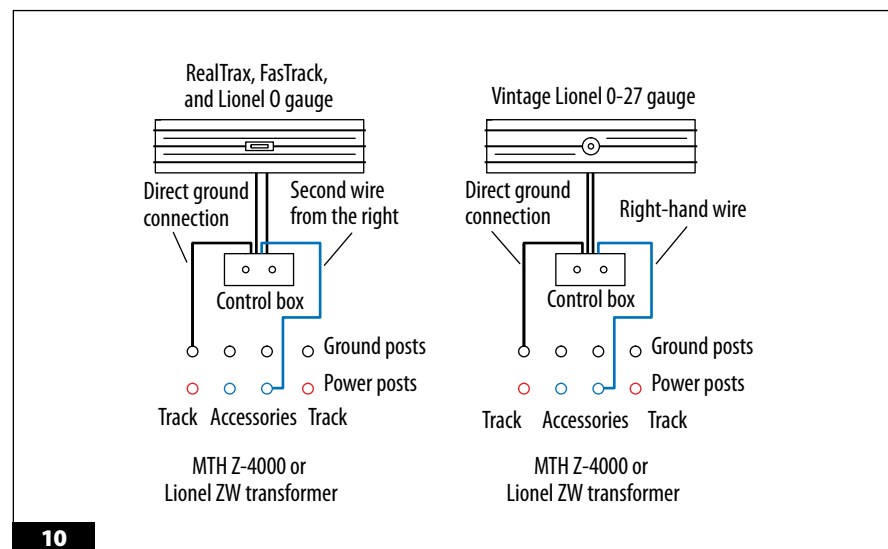 RealTrax, FasTrack,
and Lionel O gauge
Direct ground
connection
Second wire
from the right
Control box
Ground posts
Power posts
Track Accessories Track
MTH Z-4000 or
Lionel ZW transformer
Vintage Lionel 0-27 gauge
Direct ground
connection
Right-hand wire
Control box
Ground posts
Power posts
Track Accessories Track
MTH Z-4000 or
Lionel ZW transformer
10